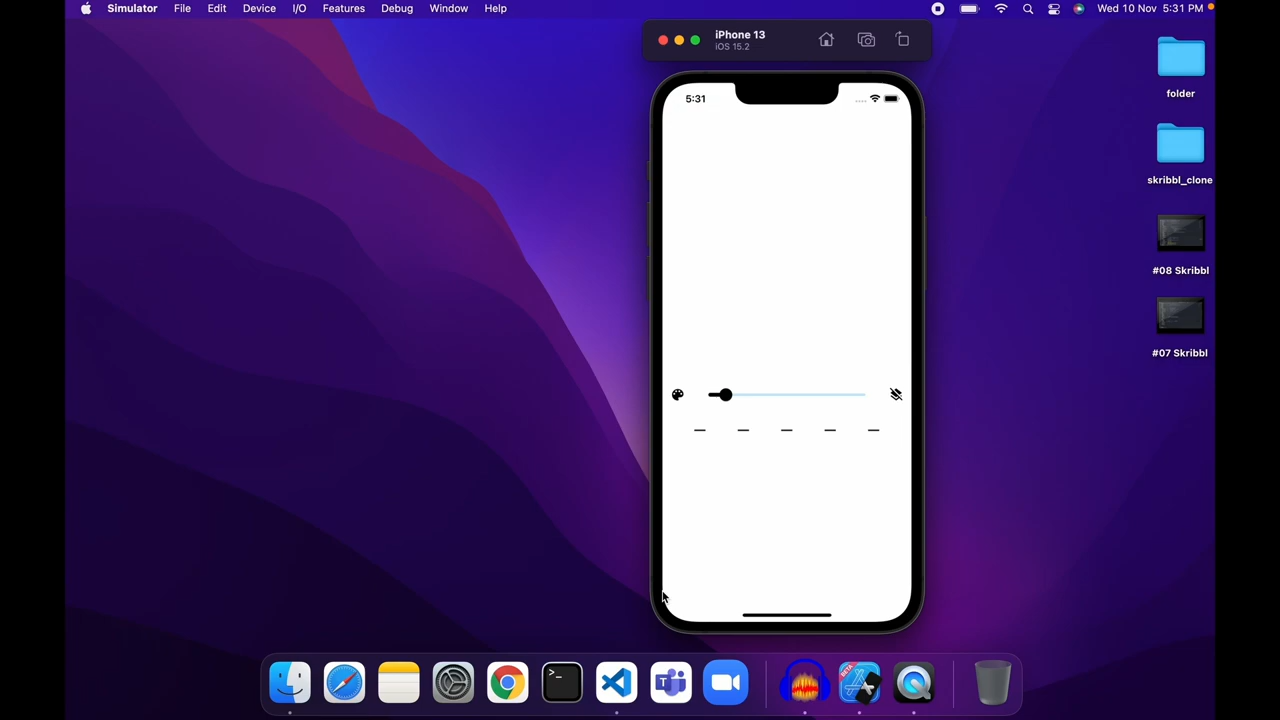 Simulator File Edit Device I/O Features Debug Window Help Wed 10 Nov 5:31 PM
iPhone 13
iOS 15.2
5:31
folder
skribbl_clone
#08 Skribbl
#07 Skribbl
BETA